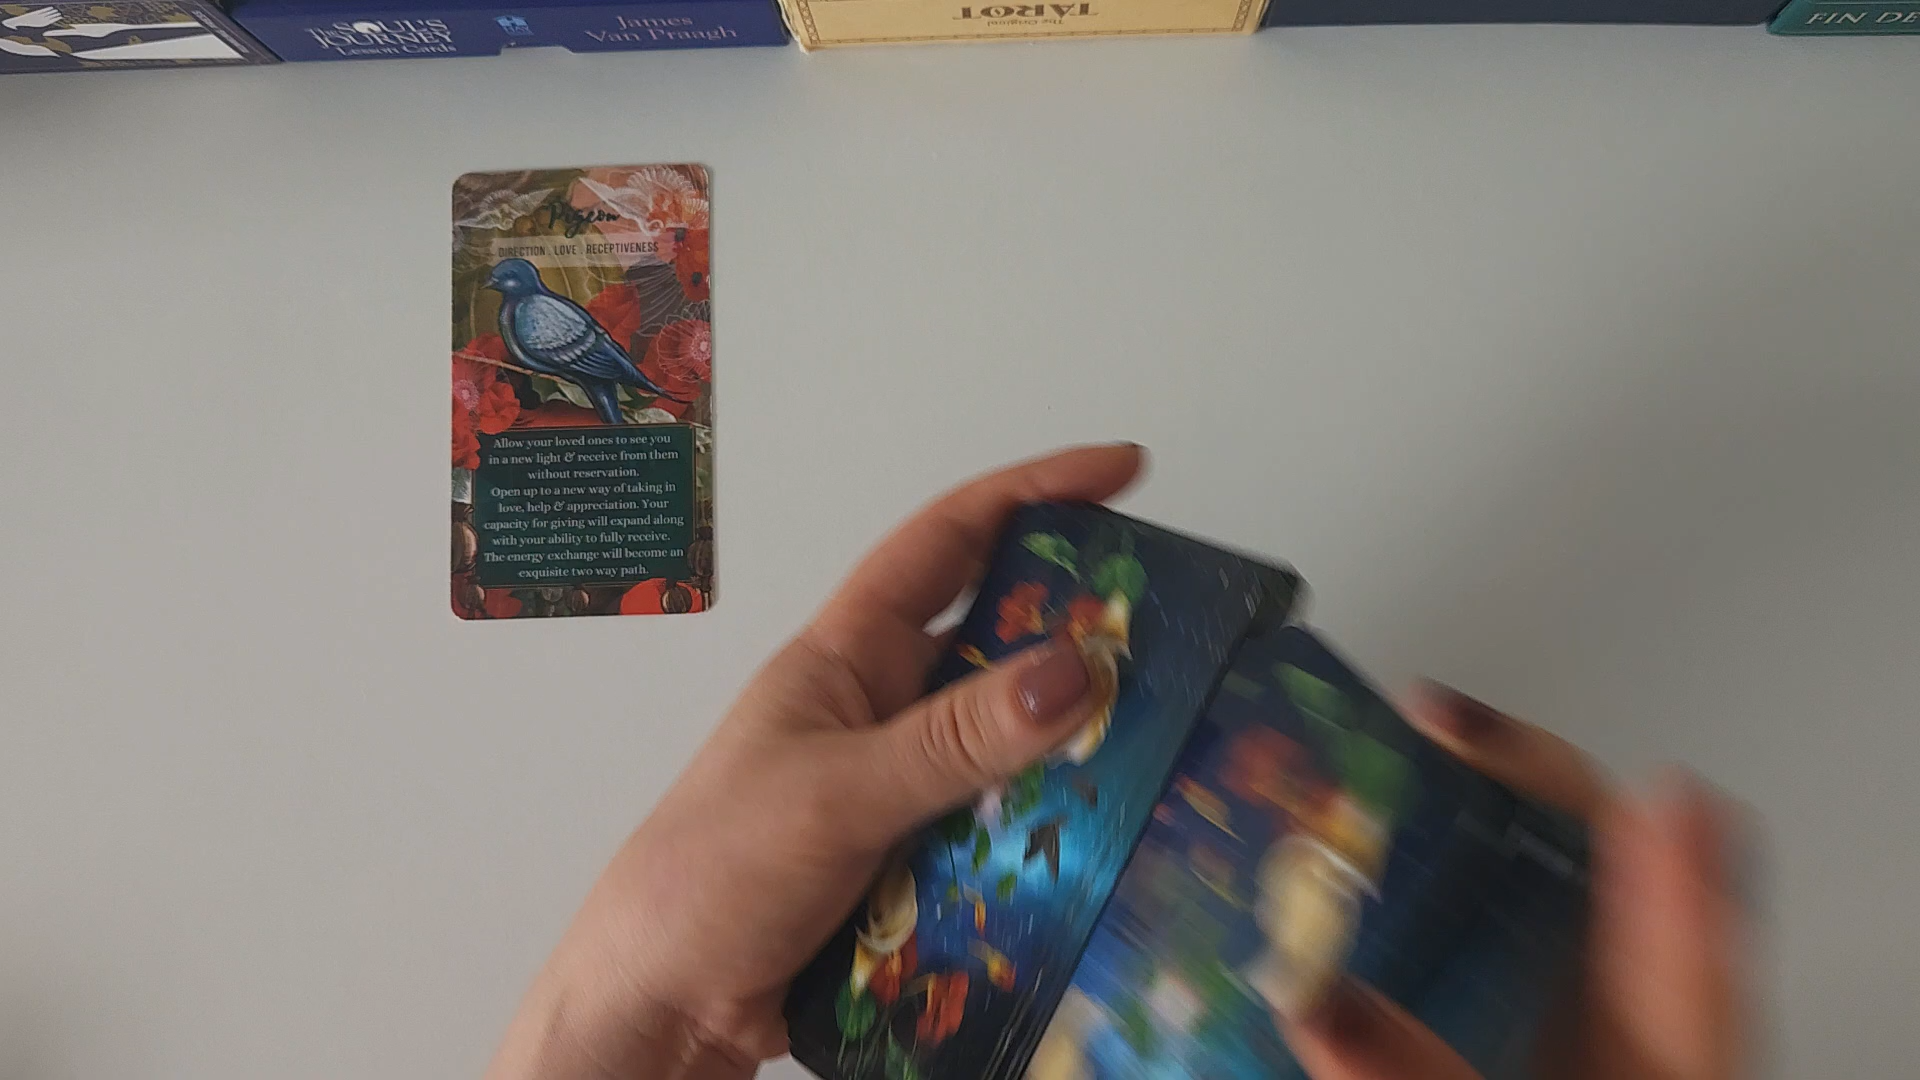 The SOUL'S
JOURNEY
Lesson Cards
HAY
James
Van Praagh
The Original
TAROT
FIN DE
Pigeon
DIRECTION . LOVE . RECEPTIVENESS
Allow your loved ones to see you
in a new light & receive from them
without reservation.
Open up to a new way of taking in
love, help & appreciation. Your
capacity for giving will expand along
with your ability to fully receive.
The energy exchange will become an
exquisite two way path.